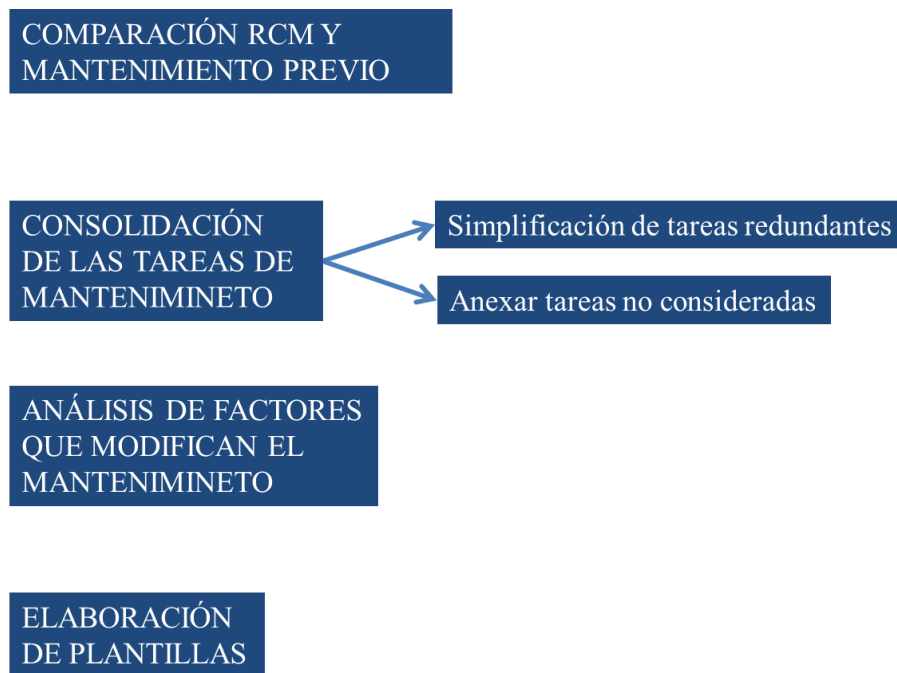 COMPARACIÓN RCM Y
MANTENIMIENTO PREVIO
CONSOLIDACIÓN
DE LAS TAREAS DE
MANTENIMINETO
Simplificación de tareas redundantes
Anexar tareas no consideradas
ANÁLISIS DE FACTORES
QUE MODIFICAN EL
MANTENIMINETO
ELABORACIÓN
DE PLANTILLAS